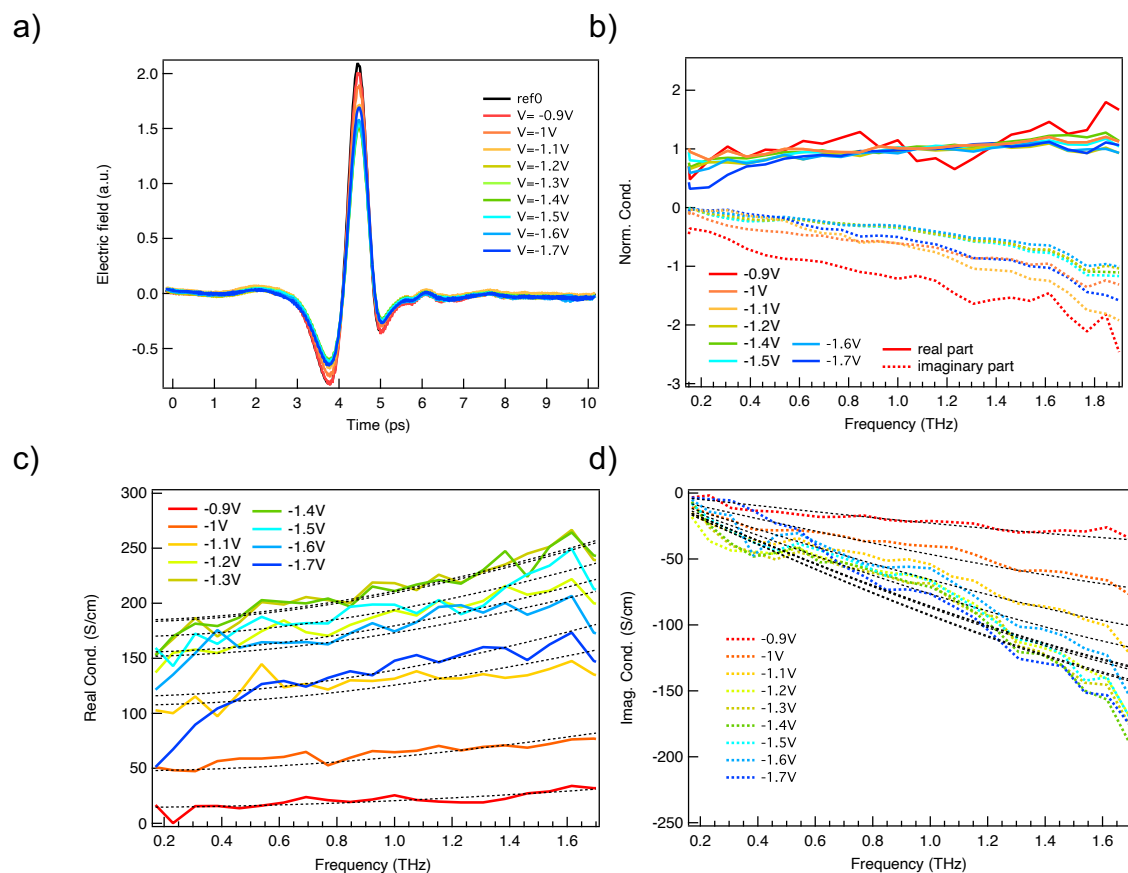 a)
Electric field (a.u.)
2.0
1.5
1.0
0.5
0.0
-0.5
ref0
V= -0.9V
V=-1V
V=-1.1V
V=-1.2V
V=-1.3V
V=-1.4V
V=-1.5V
V=-1.6V
V=-1.7V
0 1 2 3 4 5 6 7 8 9 10
Time (ps)
b)
Norm. Cond.
2
1
0
-1
-2
-3
-0.9V
-1V
-1.1V
-1.2V
-1.4V
-1.5V
-1.6V
-1.7V
real part
imaginary part
0.2 0.6 1.0 1.4 1.8
Frequency (THz)
c)
Real Cond. (S/cm)
300
250
200
150
100
50
0
-0.9V
-1V
-1.1V
-1.2V
-1.3V
-1.4V
-1.5V
-1.6V
-1.7V
0.2 0.4 0.6 0.8 1.0 1.2 1.4 1.6
Frequency (THz)
d)
Imag. Cond. (S/cm)
0
-50
-100
-150
-200
-250
-0.9V
-1V
-1.1V
-1.2V
-1.3V
-1.4V
-1.5V
-1.6V
-1.7V
0.2 0.4 0.6 0.8 1.0 1.2 1.4 1.6
Frequency (THz)